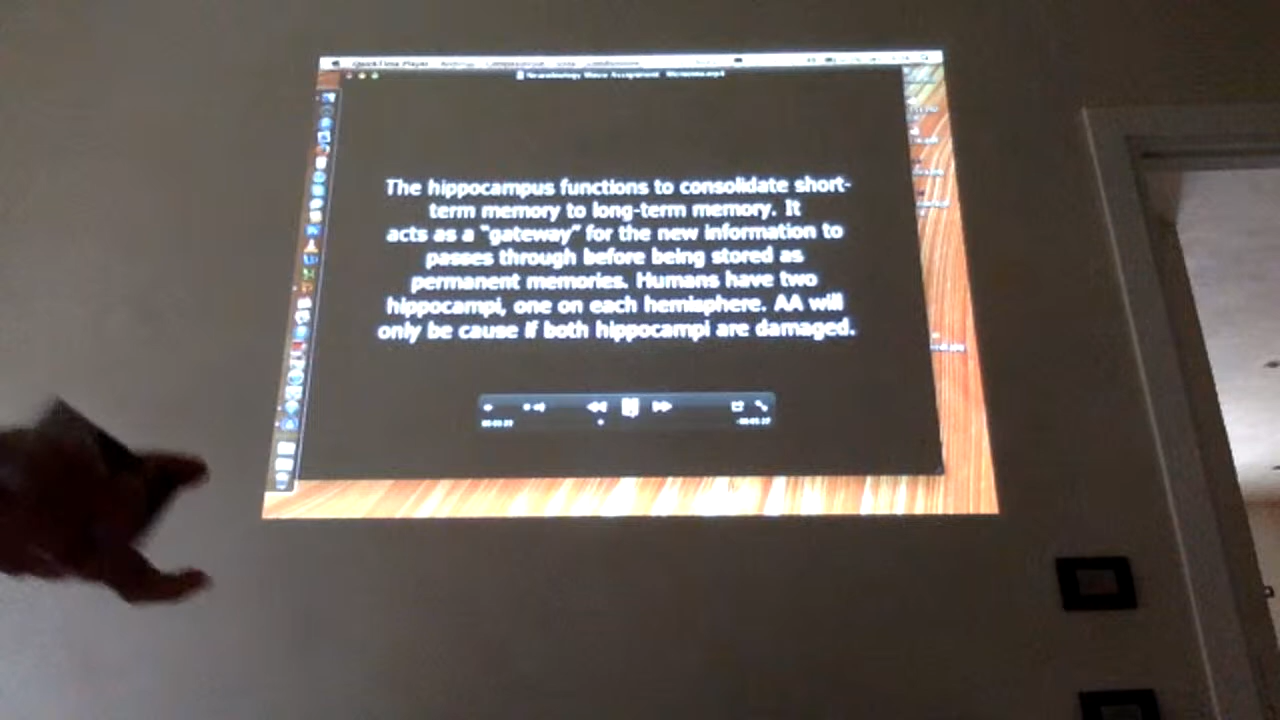 QuickTime Player
The hippocampus functions to consolidate short-
term memory to long-term memory. It
acts as a "gateway" for the new information to
passes through before being stored as
permanent memories. Humans have two
hippocampi, one on each hemisphere. AA will
only be cause if both hippocampi are damaged.